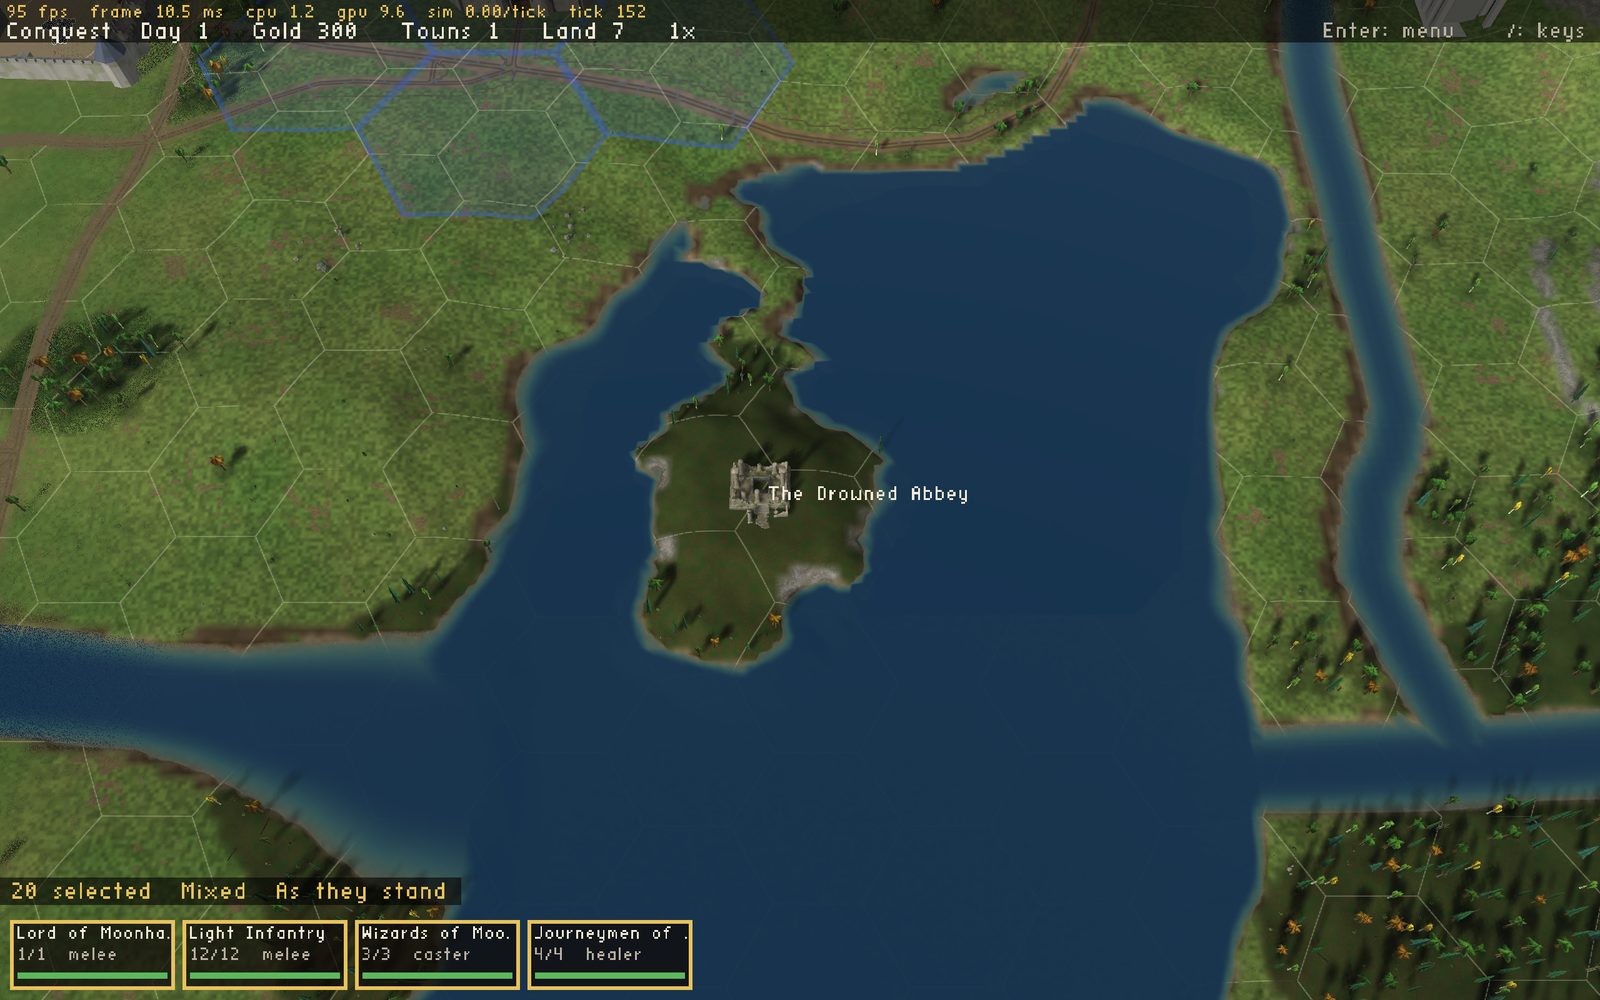 95 fps  frame 10.5 ms  cpu 1.2  gpu 9.6  sim 0.00/tick  tick 152
Conquest  Day 1  Gold 300  Towns 1  Land 7  1x  Enter: menu  /: keys
The Drowned Abbey
20 selected  Mixed  As they stand
Lord of Moonha.  Light Infantry  Wizards of Moo.  Journeymen of .
1/1  melee  12/12  melee  3/3  caster  4/4  healer